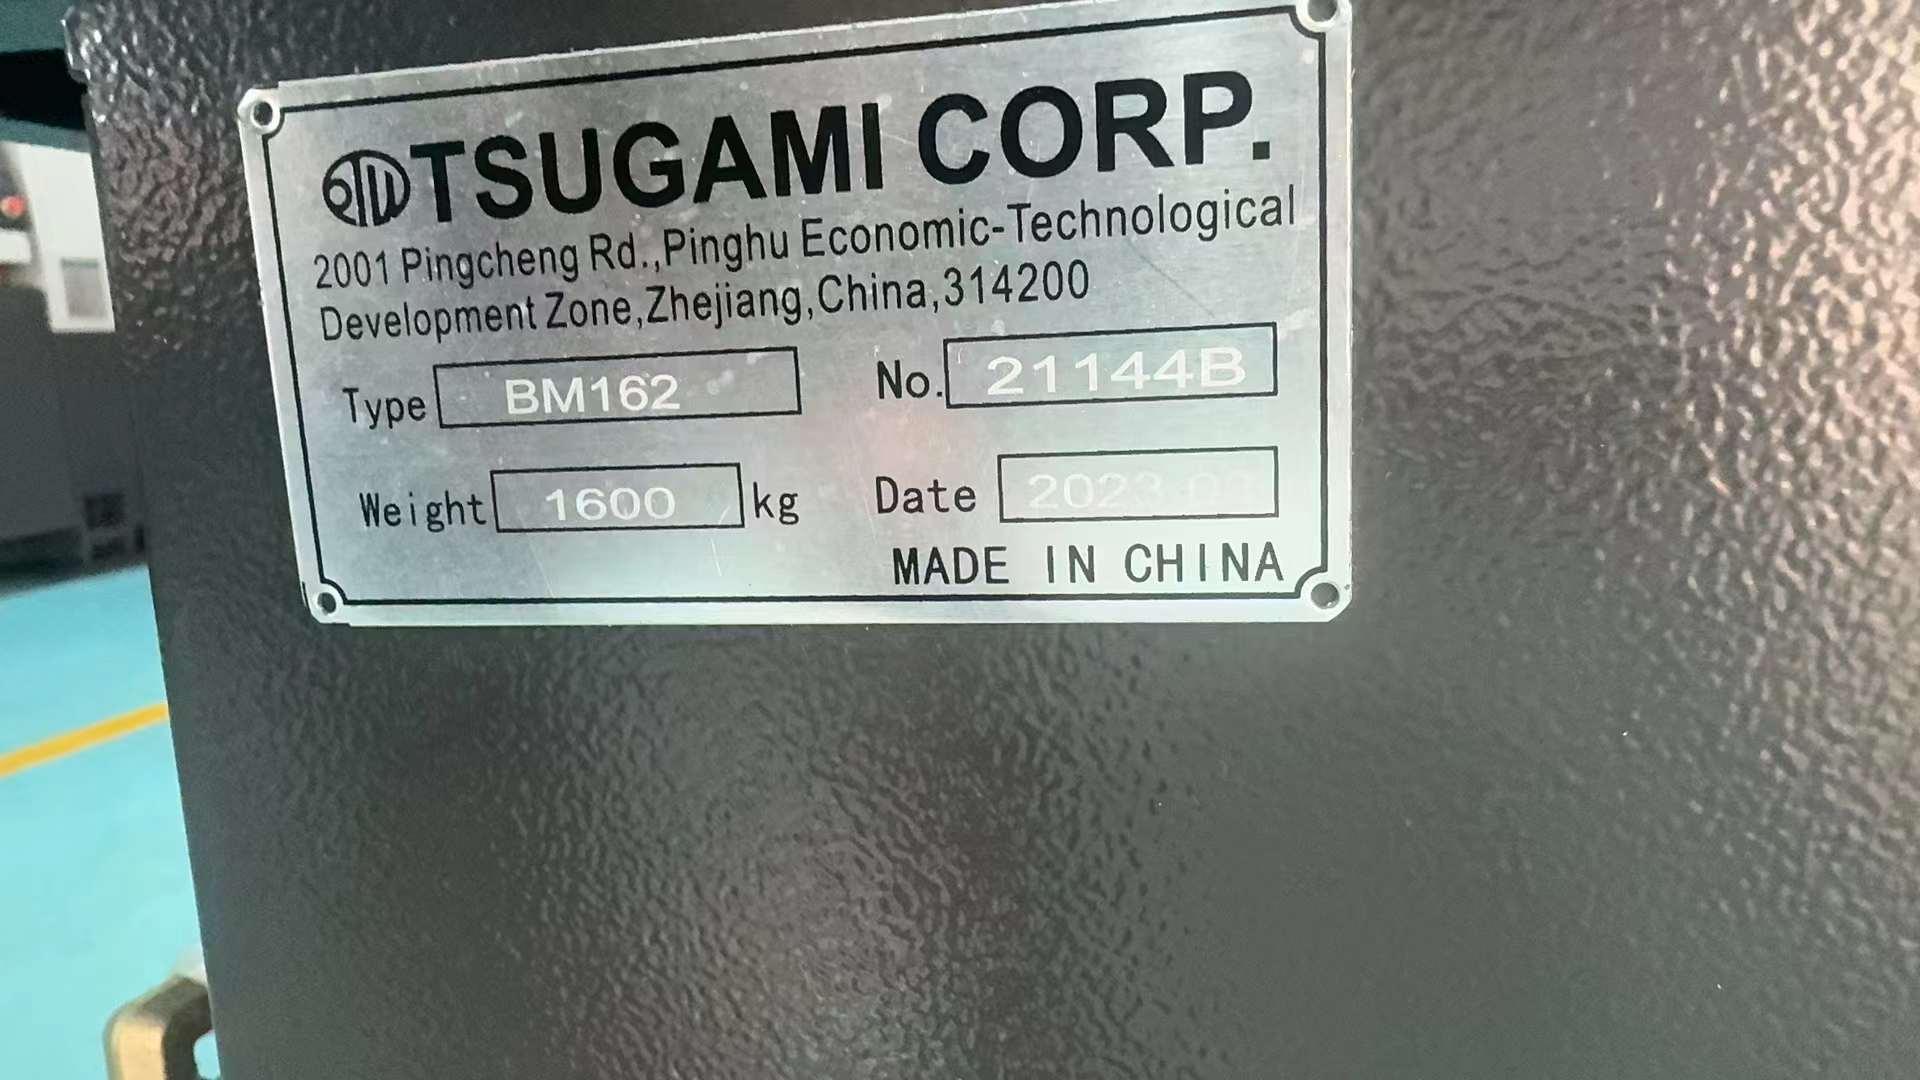 TSUGAMI CORP.
2001 Pingcheng Rd.,Pinghu Economic-Technological
Development Zone,Zhejiang,China,314200
Type BM162 No. 21144B
Weight 1600 kg Date
MADE IN CHINA